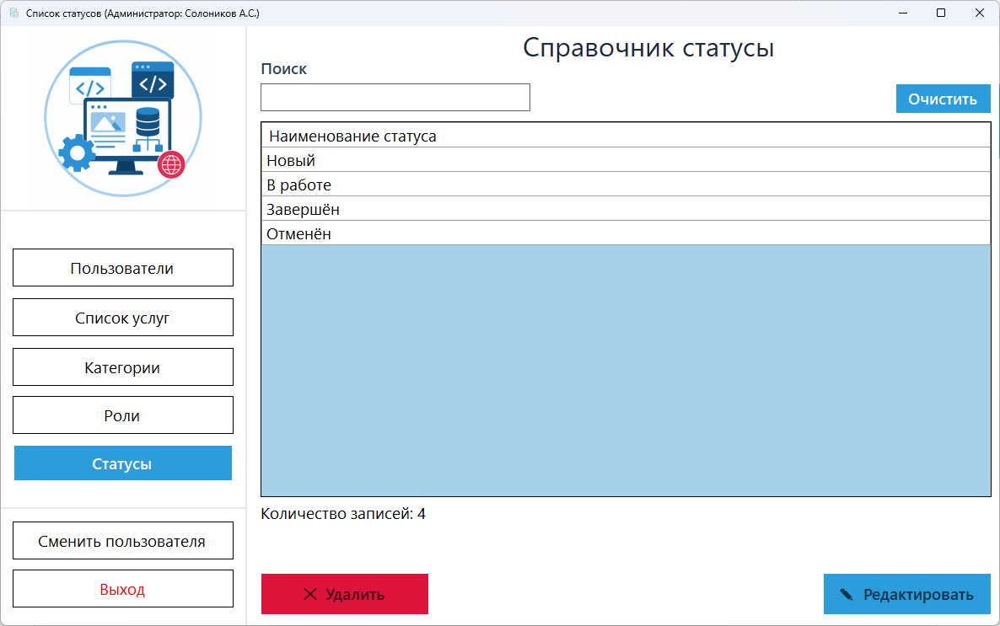 Список статусов (Администратор: Солоников А.С.)
Справочник статусы
Поиск
Очистить
Наименование статуса
Новый
В работе
Завершён
Отменён
Количество записей: 4
Удалить
Редактировать
</> 
</>
Пользователи
Список услуг
Категории
Роли
Статусы
Сменить пользователя
Выход